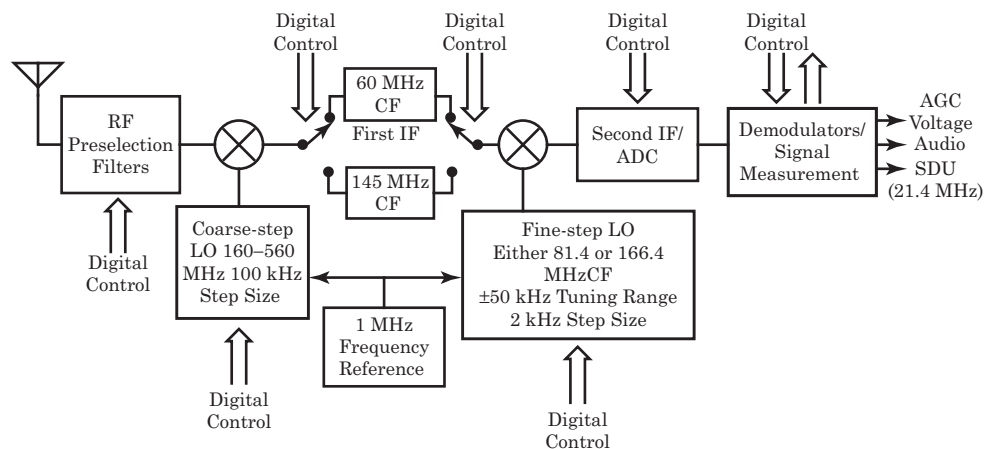 Digital
Control
Digital
Control
Digital
Control
Digital
Control
60 MHz
CF
First IF
145 MHz
CF
RF
Preselection
Filters
Second IF/
ADC
Demodulators/
Signal
Measurement
AGC
Voltage
Audio
SDU
(21.4 MHz)
Coarse-step
LO 160–560
MHz 100 kHz
Step Size
Fine-step LO
Either 81.4 or 166.4
MHzCF
±50 kHz Tuning Range
2 kHz Step Size
Digital
Control
1 MHz
Frequency
Reference
Digital
Control
Digital
Control